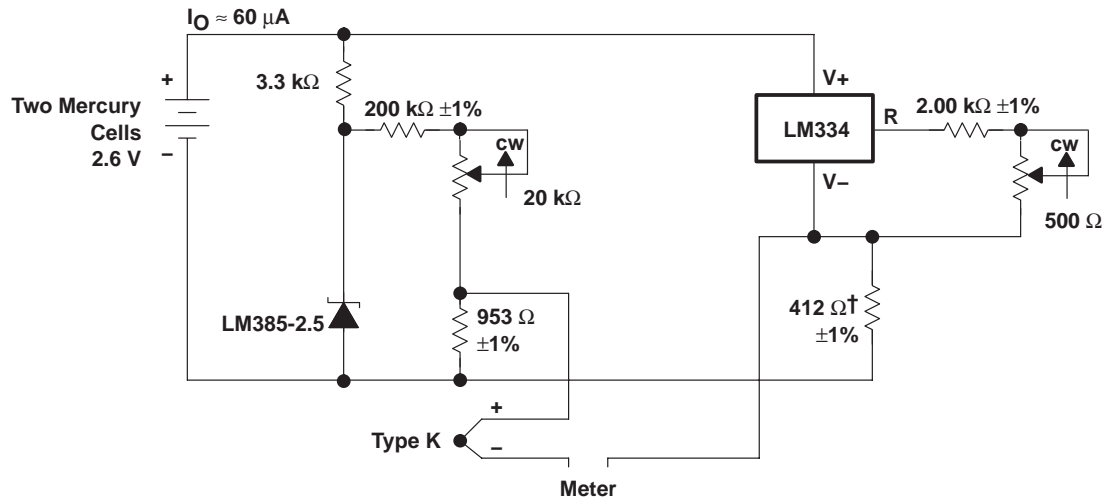 IO ≈ 60 µA
+
3.3 kΩ
Two Mercury
Cells
2.6 V
−
200 kΩ ±1%
cw
20 kΩ
LM385-2.5
953 Ω
±1%
V+
LM334
R
2.00 kΩ ±1%
cw
V−
500 Ω
412 Ω†
±1%
+
Type K
−
Meter